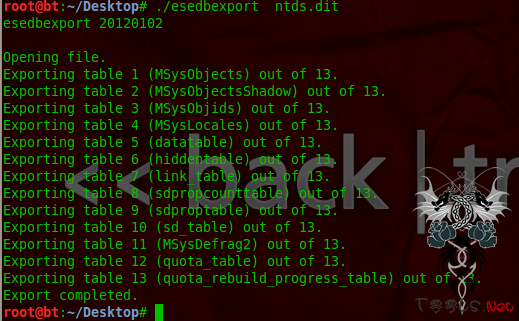 root@bt:~/Desktop# ./esedbexport  ntds.dit
esedbexport 20120102

Opening file.
Exporting table 1 (MSysObjects) out of 13.
Exporting table 2 (MSysObjectsShadow) out of 13.
Exporting table 3 (MSysObjids) out of 13.
Exporting table 4 (MSysLocales) out of 13.
Exporting table 5 (datatable) out of 13.
Exporting table 6 (hiddentable) out of 13.
Exporting table 7 (link_table) out of 13.
Exporting table 8 (sdpropcounttable) out of 13.
Exporting table 9 (sdproptable) out of 13.
Exporting table 10 (sd_table) out of 13.
Exporting table 11 (MSysDefrag2) out of 13.
Exporting table 12 (quota_table) out of 13.
Exporting table 13 (quota_rebuild_progress_table) out of 13.
Export completed.
root@bt:~/Desktop#
<< back |tr
T00LS.Net